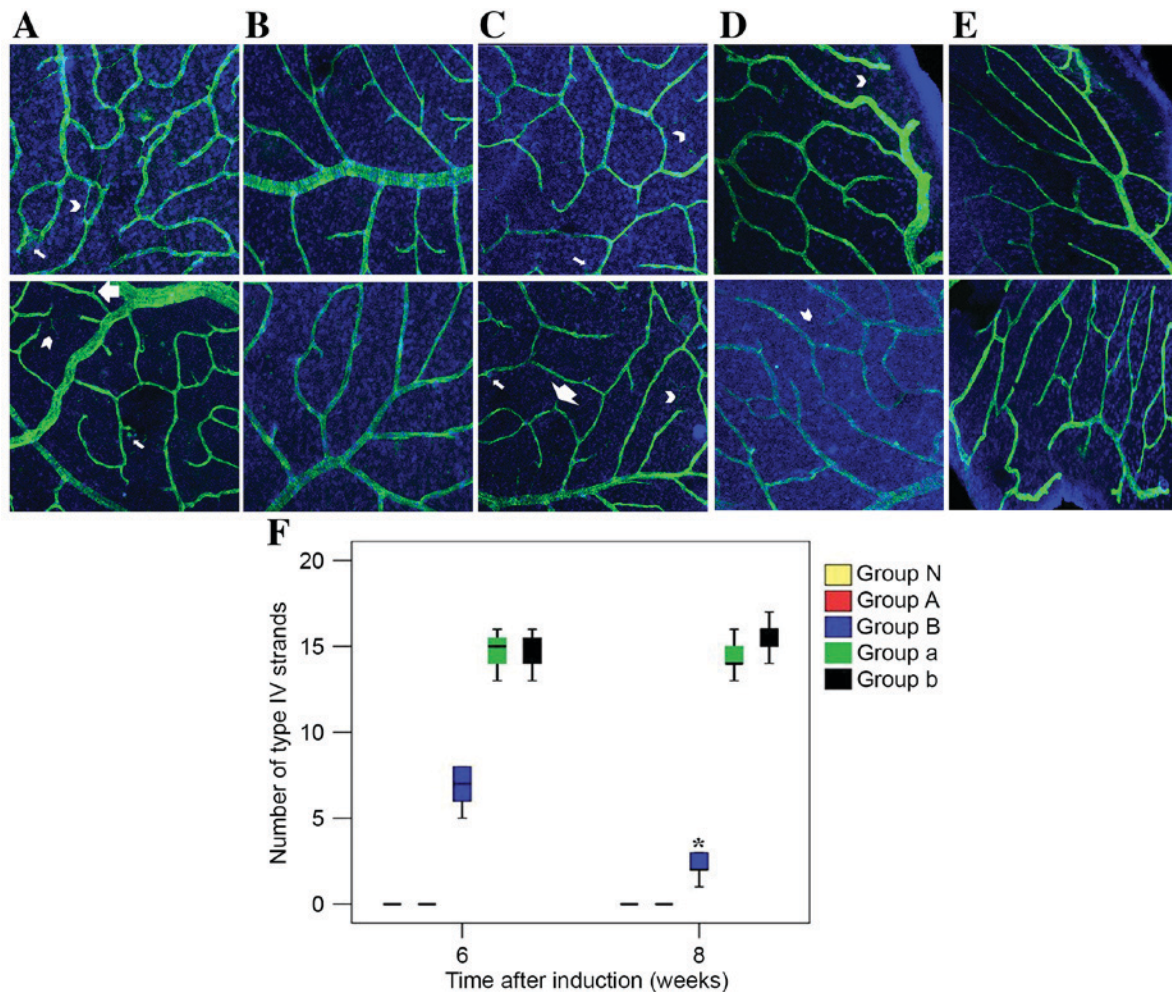 A B C D E
F
20
15
10
5
0
Number of type IV strands
*
6 8
Time after induction (weeks)
Group N
Group A
Group B
Group a
Group b